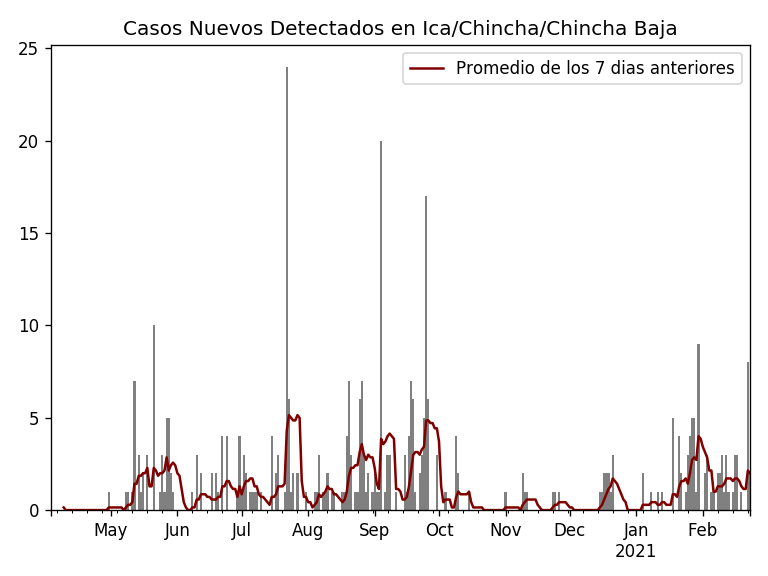 Casos Nuevos Detectados en Ica/Chincha/Chincha Baja
Promedio de los 7 dias anteriores
25
20
15
10
5
0
May Jun Jul Aug Sep Oct Nov Dec Jan Feb
2021